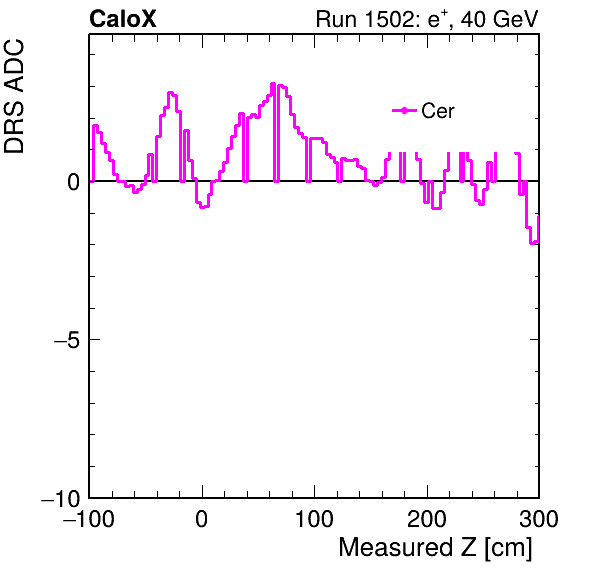 CaloX Run 1502: e⁺, 40 GeV
DRS ADC
Cer
0
−5
−10
−100 0 100 200 300
Measured Z [cm]